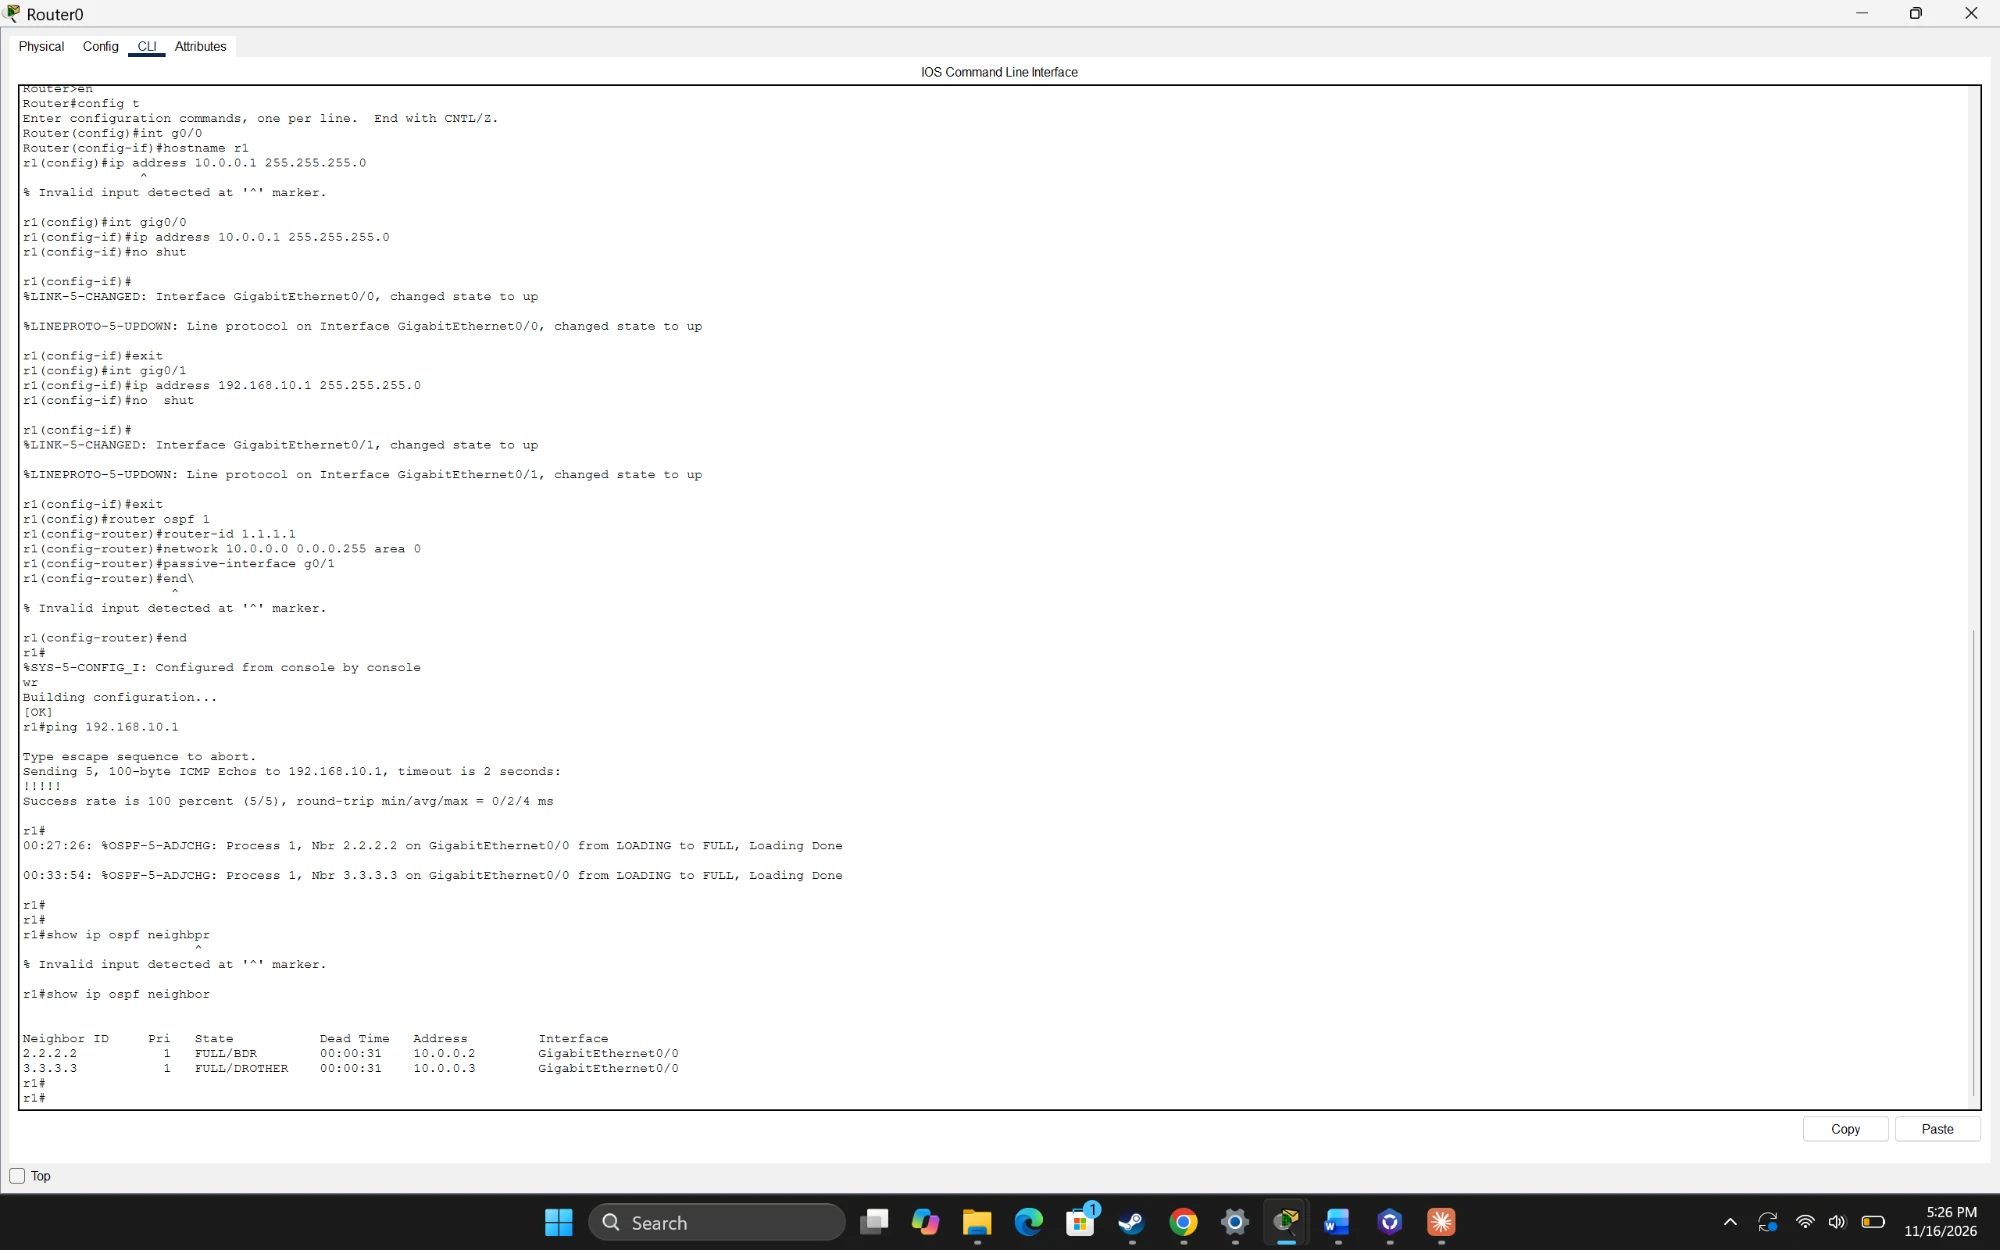 Router0
Physical Config CLI Attributes
IOS Command Line Interface
Router>en
Router#config t
Enter configuration commands, one per line.  End with CNTL/Z.
Router(config)#int g0/0
Router(config-if)#hostname r1
r1(config)#ip address 10.0.0.1 255.255.255.0
^
% Invalid input detected at '^' marker.
r1(config)#int gig0/0
r1(config-if)#ip address 10.0.0.1 255.255.255.0
r1(config-if)#no shut
r1(config-if)#
%LINK-5-CHANGED: Interface GigabitEthernet0/0, changed state to up
%LINEPROTO-5-UPDOWN: Line protocol on Interface GigabitEthernet0/0, changed state to up
r1(config-if)#exit
r1(config)#int gig0/1
r1(config-if)#ip address 192.168.10.1 255.255.255.0
r1(config-if)#no  shut
r1(config-if)#
%LINK-5-CHANGED: Interface GigabitEthernet0/1, changed state to up
%LINEPROTO-5-UPDOWN: Line protocol on Interface GigabitEthernet0/1, changed state to up
r1(config-if)#exit
r1(config)#router ospf 1
r1(config-router)#router-id 1.1.1.1
r1(config-router)#network 10.0.0.0 0.0.0.255 area 0
r1(config-router)#passive-interface g0/1
r1(config-router)#end\
^
% Invalid input detected at '^' marker.
r1(config-router)#end
r1#
%SYS-5-CONFIG_I: Configured from console by console
wr
Building configuration...
[OK]
r1#ping 192.168.10.1
Type escape sequence to abort.
Sending 5, 100-byte ICMP Echos to 192.168.10.1, timeout is 2 seconds:
!!!!!
Success rate is 100 percent (5/5), round-trip min/avg/max = 0/2/4 ms
r1#
00:27:26: %OSPF-5-ADJCHG: Process 1, Nbr 2.2.2.2 on GigabitEthernet0/0 from LOADING to FULL, Loading Done
00:33:54: %OSPF-5-ADJCHG: Process 1, Nbr 3.3.3.3 on GigabitEthernet0/0 from LOADING to FULL, Loading Done
r1#
r1#
r1#show ip ospf neighbpr
^
% Invalid input detected at '^' marker.
r1#show ip ospf neighbor
Neighbor ID     Pri   State           Dead Time   Address         Interface
2.2.2.2           1   FULL/BDR        00:00:31    10.0.0.2        GigabitEthernet0/0
3.3.3.3           1   FULL/DROTHER    00:00:31    10.0.0.3        GigabitEthernet0/0
r1#
r1#
Copy Paste
Top
Search
1
5:26 PM
11/16/2026